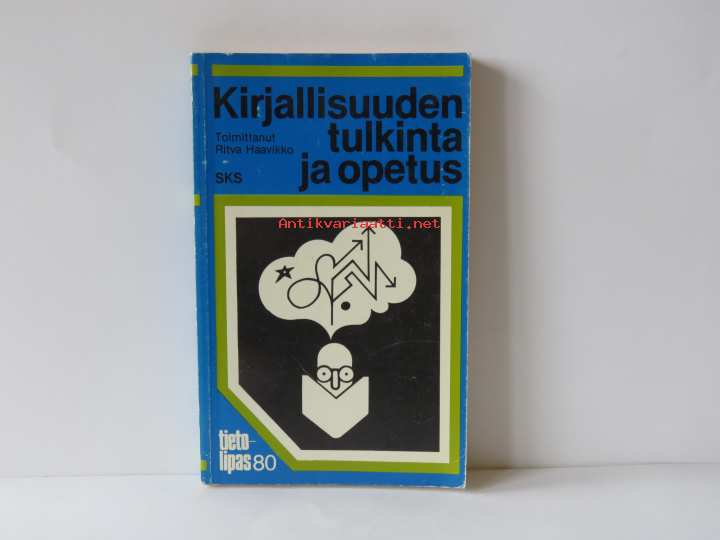 Kirjallisuuden
tulkinta
ja opetus
Toimittanut
Ritva Haavikko
SKS
Antikvariaatti.net
tieto-
lipas 80